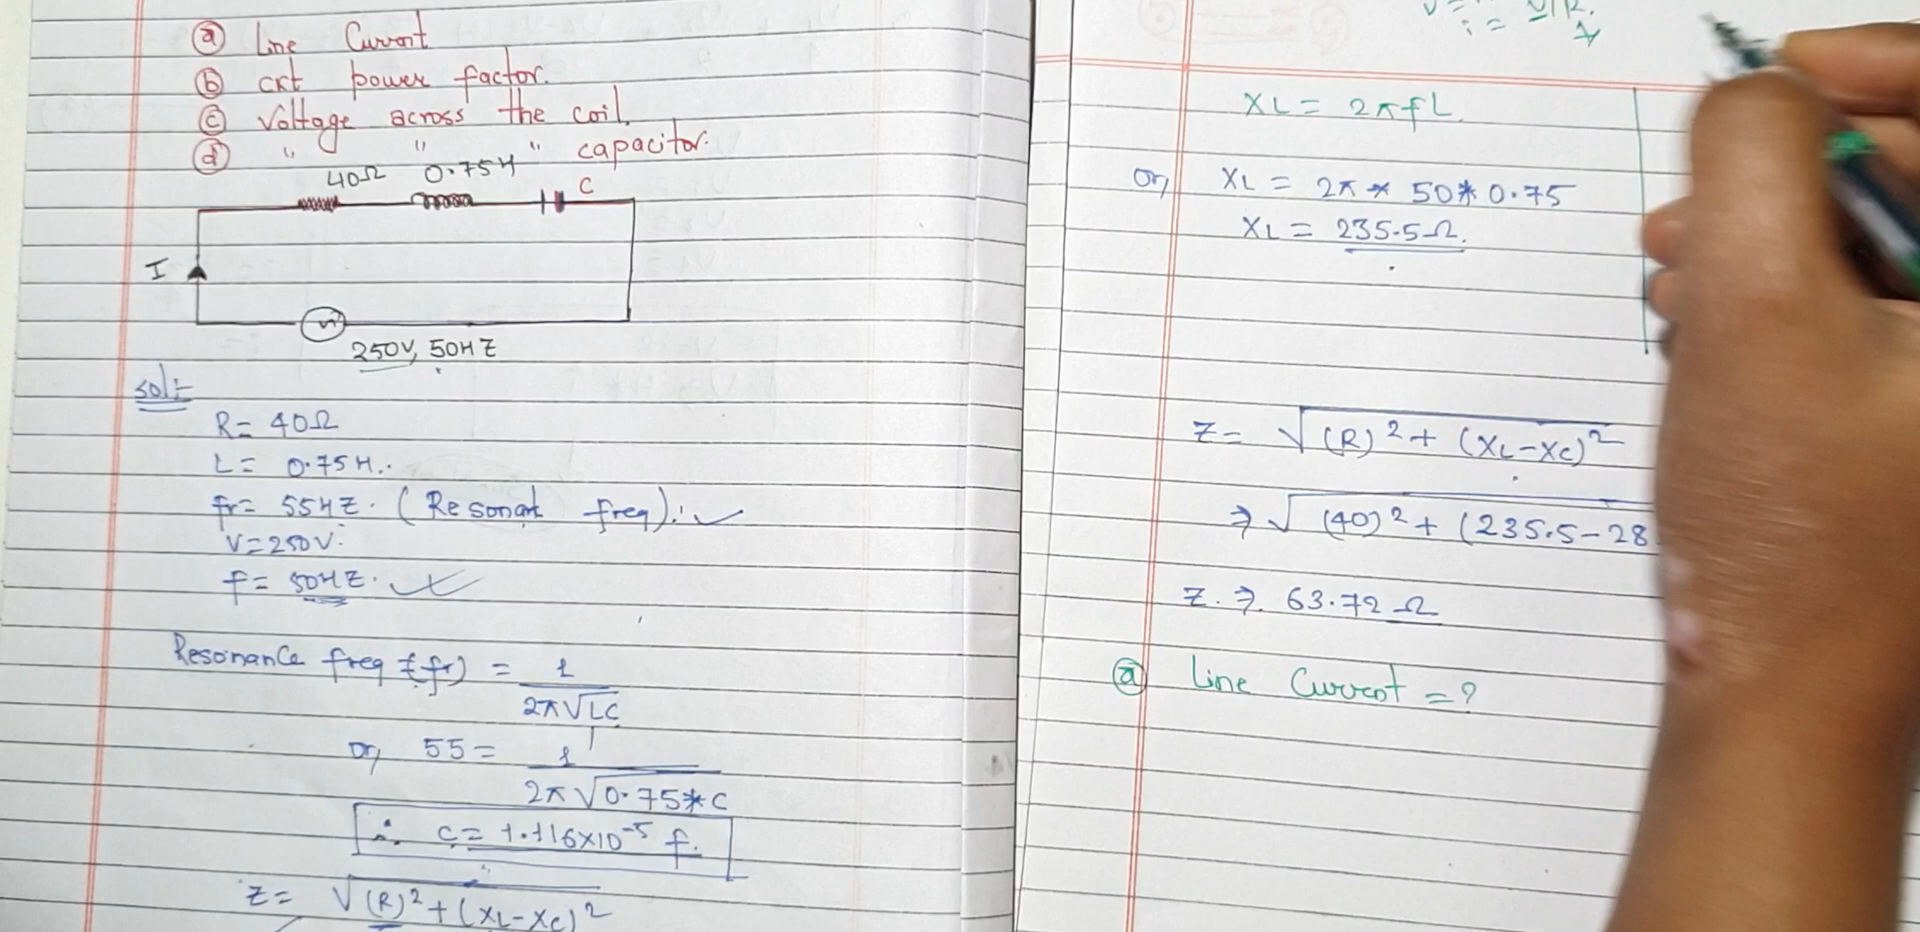 ⓐ Line Current
ⓑ CKt power factor.
ⓒ Voltage across the coil.
ⓓ " " " capacitor.
40Ω 0.75H C
I
250V, 50HZ
Sol:-
R= 40Ω
L= 0.75H..
fr= 55HZ. (Resonat freq).
V=250V.
f= 50HZ.
Resonance freq (fr) = 1/2π√LC
or 55= 1/2π√0.75*C
∴ C= 1.116x10⁻⁵ f.
Z= √(R)²+(XL-XC)²
i =
XL= 2πfL.
or XL= 2π* 50*0.75
XL= 235.5Ω.
Z= √(R)²+(XL-XC)²
⇒ √(40)²+(235.5-28
Z. ⇒ 63.72Ω
ⓐ Line Current =?